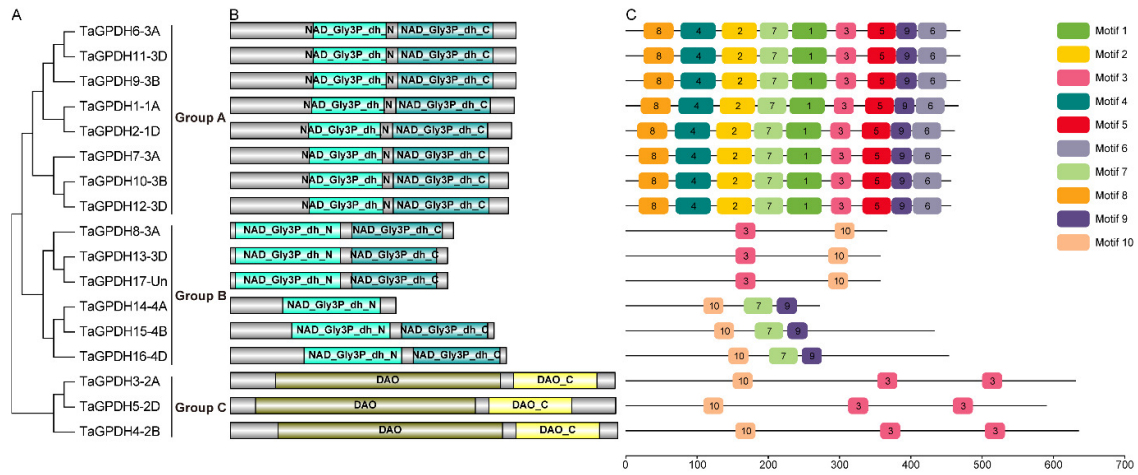 A
B
C
TaGPDH6-3A
TaGPDH11-3D
TaGPDH9-3B
TaGPDH1-1A
TaGPDH2-1D
TaGPDH7-3A
TaGPDH10-3B
TaGPDH12-3D
TaGPDH8-3A
TaGPDH13-3D
TaGPDH17-Un
TaGPDH14-4A
TaGPDH15-4B
TaGPDH16-4D
TaGPDH3-2A
TaGPDH5-2D
TaGPDH4-2B
Group A
Group B
Group C
NAD_Gly3P_dh_N NAD_Gly3P_dh_C
NAD_Gly3P_dh_N NAD_Gly3P_dh_C
NAD_Gly3P_dh_N NAD_Gly3P_dh_C
NAD_Gly3P_dh_N NAD_Gly3P_dh_C
NAD_Gly3P_dh_N NAD_Gly3P_dh_C
NAD_Gly3P_dh_N NAD_Gly3P_dh_C
NAD_Gly3P_dh_N NAD_Gly3P_dh_C
NAD_Gly3P_dh_N NAD_Gly3P_dh_C
NAD_Gly3P_dh_N NAD_Gly3P_dh_C
NAD_Gly3P_dh_N NAD_Gly3P_dh_C
NAD_Gly3P_dh_N NAD_Gly3P_dh_C
NAD_Gly3P_dh_N
NAD_Gly3P_dh_N NAD_Gly3P_dh_C
NAD_Gly3P_dh_N NAD_Gly3P_dh_C
DAO DAO_C
DAO DAO_C
DAO DAO_C
8 4 2 7 1 3 5 9 6
8 4 2 7 1 3 5 9 6
8 4 2 7 1 3 5 9 6
8 4 2 7 1 3 5 9 6
8 4 2 7 1 3 5 9 6
8 4 2 7 1 3 5 9 6
8 4 2 7 1 3 5 9 6
8 4 2 7 1 3 5 9 6
3 10
3 10
3 10
10 7 9
10 7 9
10 7 9
10 3 3
10 3 3
10 3 3
0 100 200 300 400 500 600 700
Motif 1
Motif 2
Motif 3
Motif 4
Motif 5
Motif 6
Motif 7
Motif 8
Motif 9
Motif 10